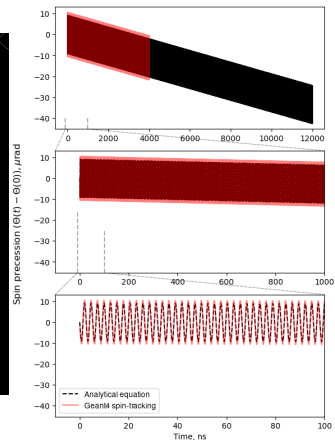 10
0
−10
−20
−30
−40
0 2000 4000 6000 8000 10000 12000
Spin precession (Θ(t) − Θ(0)), μrad
10
0
−10
−20
−30
−40
0 200 400 600 800 1000
10
0
−10
−20
−30
−40
Analytical equation
Geant4 spin-tracking
0 20 40 60 80 100
Time, ns